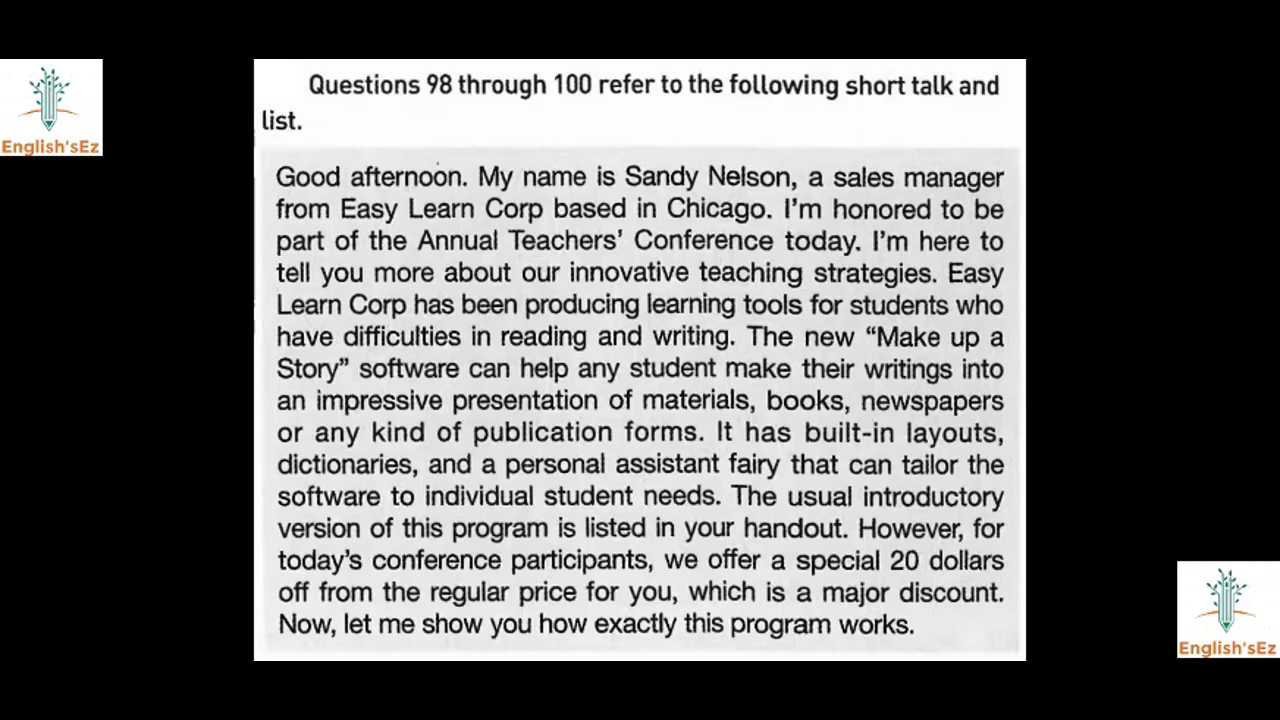 Questions 98 through 100 refer to the following short talk and
list.
English'sEz
Good afternoon. My name is Sandy Nelson, a sales manager
from Easy Learn Corp based in Chicago. I'm honored to be
part of the Annual Teachers' Conference today. I'm here to
tell you more about our innovative teaching strategies. Easy
Learn Corp has been producing learning tools for students who
have difficulties in reading and writing. The new “Make up a
Story” software can help any student make their writings into
an impressive presentation of materials, books, newspapers
or any kind of publication forms. It has built-in layouts,
dictionaries, and a personal assistant fairy that can tailor the
software to individual student needs. The usual introductory
version of this program is listed in your handout. However, for
today's conference participants, we offer a special 20 dollars
off from the regular price for you, which is a major discount.
Now, let me show you how exactly this program works.
English'sEz